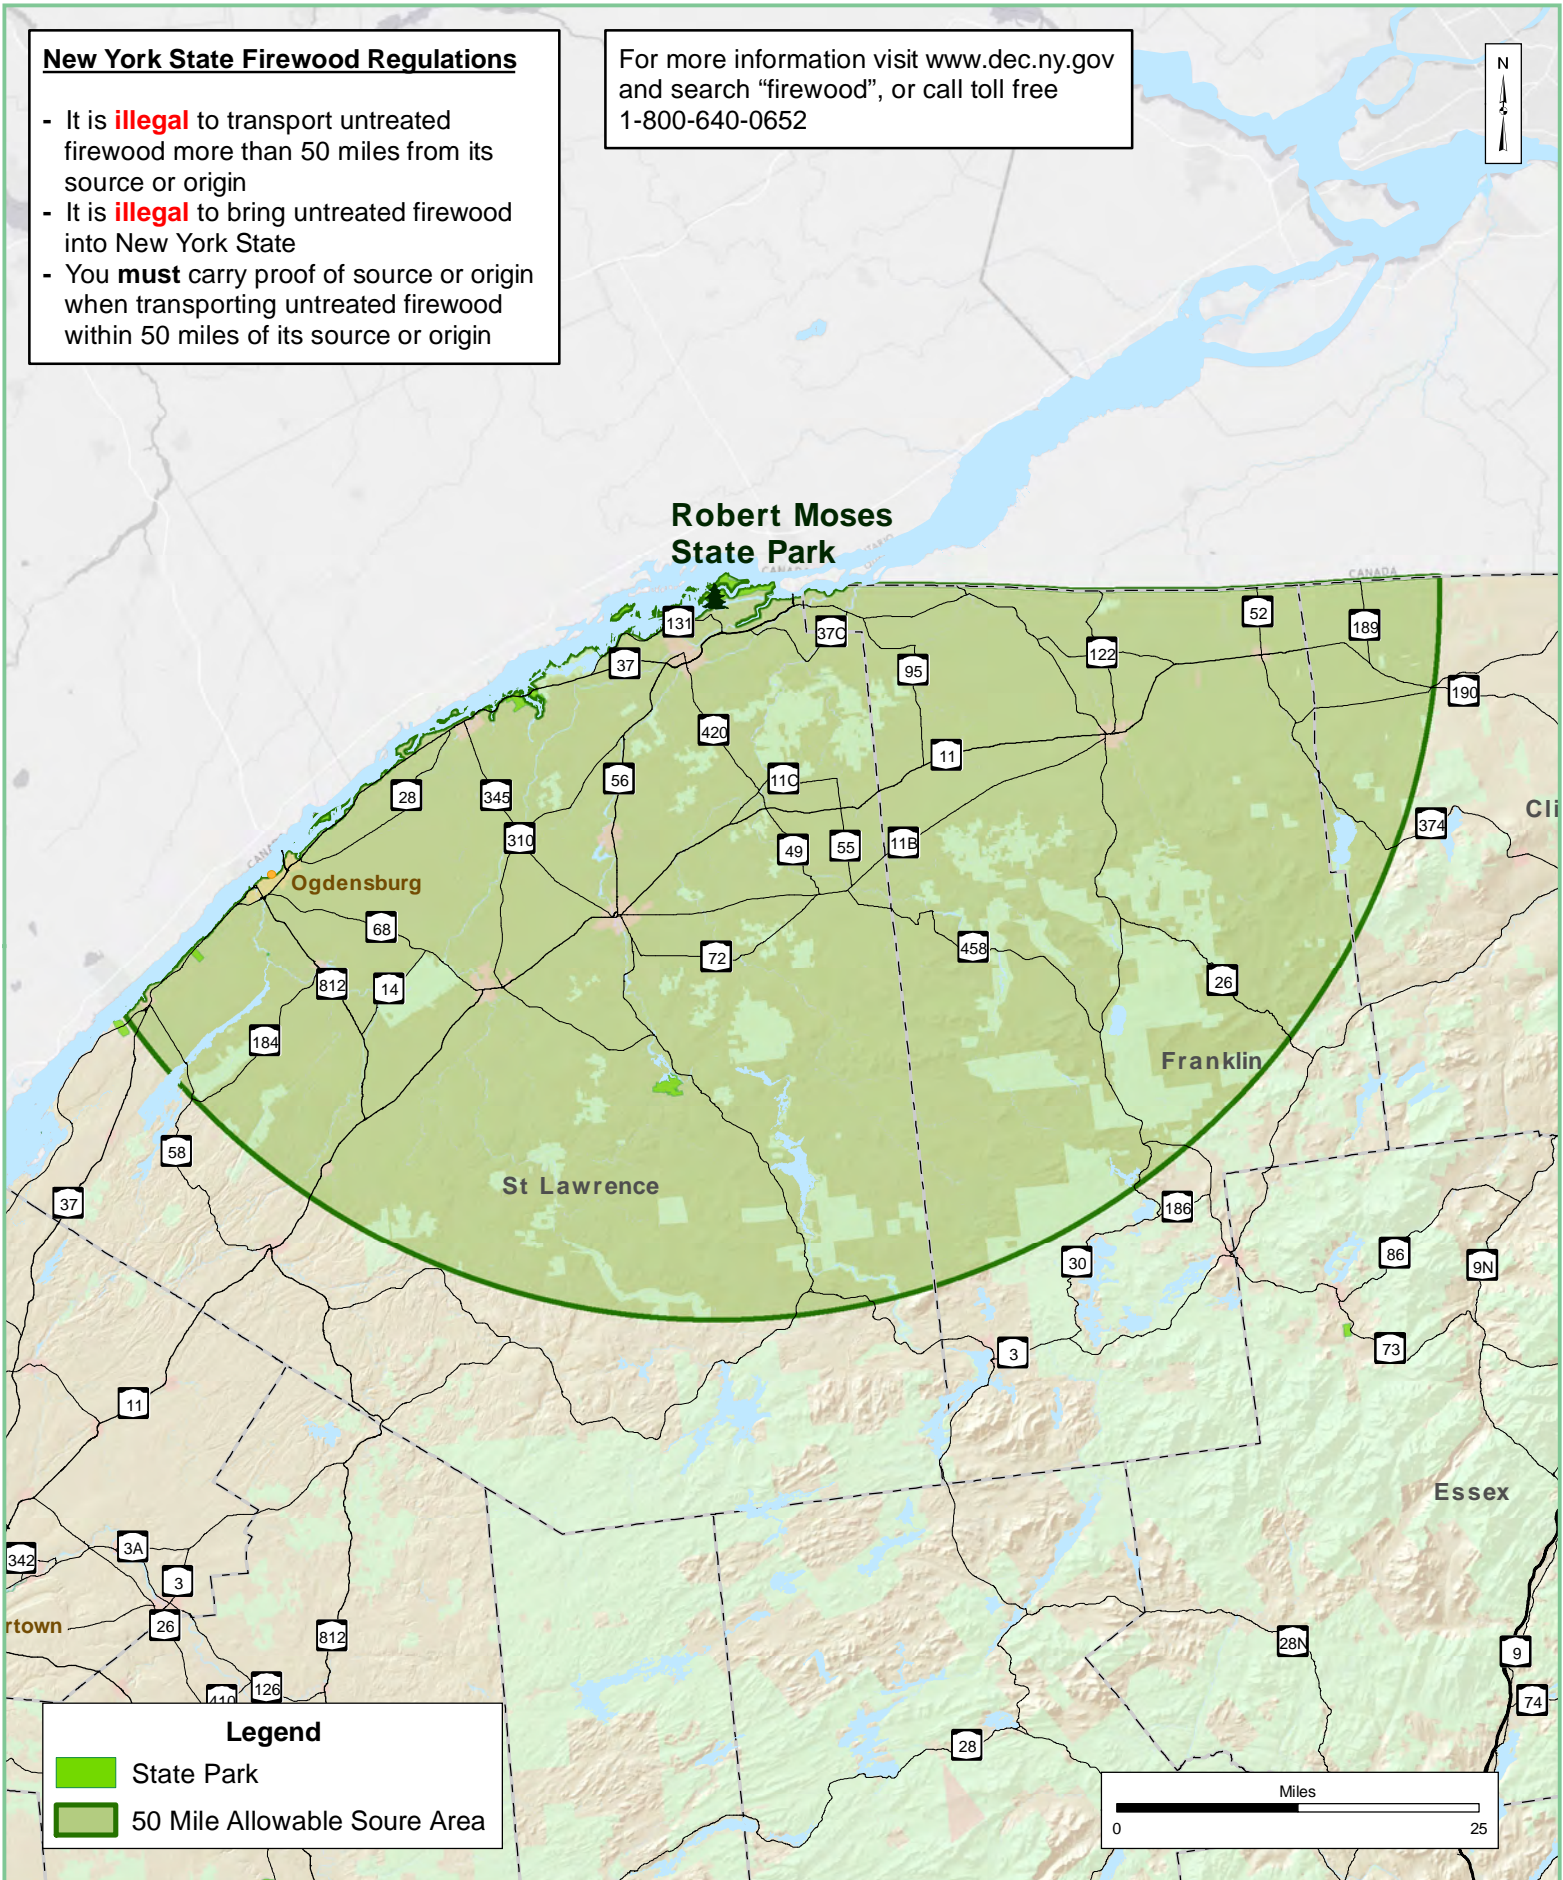 New York State Firewood Regulations
- It is illegal to transport untreated
firewood more than 50 miles from its
source or origin
- It is illegal to bring untreated firewood
into New York State
- You must carry proof of source or origin
when transporting untreated firewood
within 50 miles of its source or origin
For more information visit www.dec.ny.gov
and search “firewood”, or call toll free
1-800-640-0652
N
Robert Moses
State Park
CANADA
131
37C
52
189
37
95
122
190
420
11
56
11C
28
345
374
Cli
310
49
55
11B
Ogdensburg
68
458
72
812
14
26
184
Franklin
58
St Lawrence
37
186
30
86
9N
3
73
11
Essex
342
3A
3
26
rtown
812
28N
9
126
410
74
28
Legend
State Park
50 Mile Allowable Soure Area
Miles
0
25